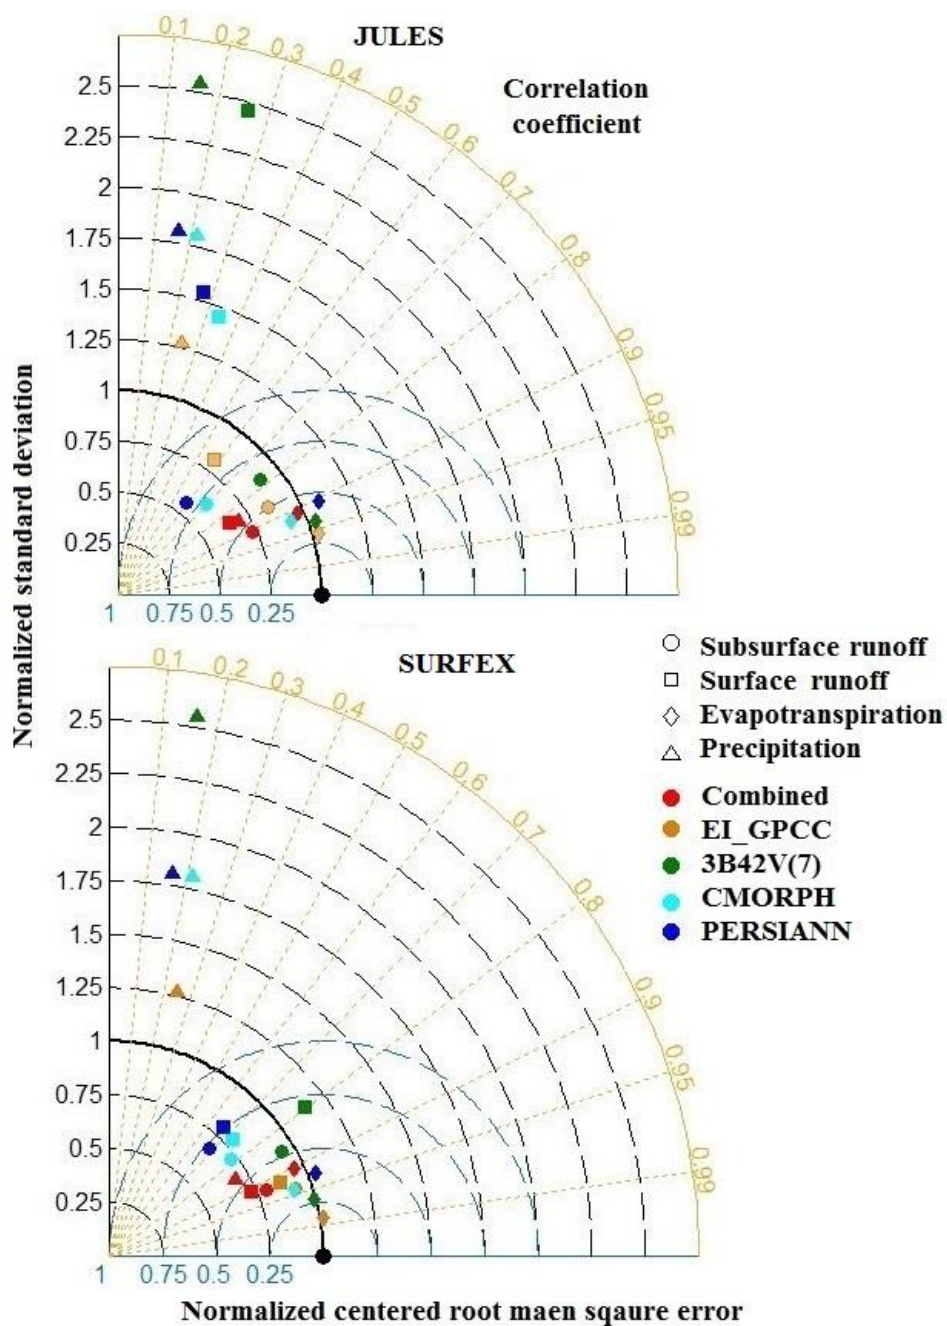 JULES
Correlation
coefficient
0.1 0.2 0.3 0.4 0.5 0.6 0.7 0.8 0.9 0.95 0.99
2.5
2.25
2
1.75
1.5
1.25
1
0.75
0.5
0.25
1 0.75 0.5 0.25
Normalized standard deviation
SURFEX
0.1 0.2 0.3 0.4 0.5 0.6 0.7 0.8 0.9 0.95 0.99
2.5
2.25
2
1.75
1.5
1.25
1
0.75
0.5
0.25
1 0.75 0.5 0.25
Subsurface runoff
Surface runoff
Evapotranspiration
Precipitation
Combined
EI_GPCC
3B42V(7)
CMORPH
PERSIANN
Normalized centered root maen sqaure error